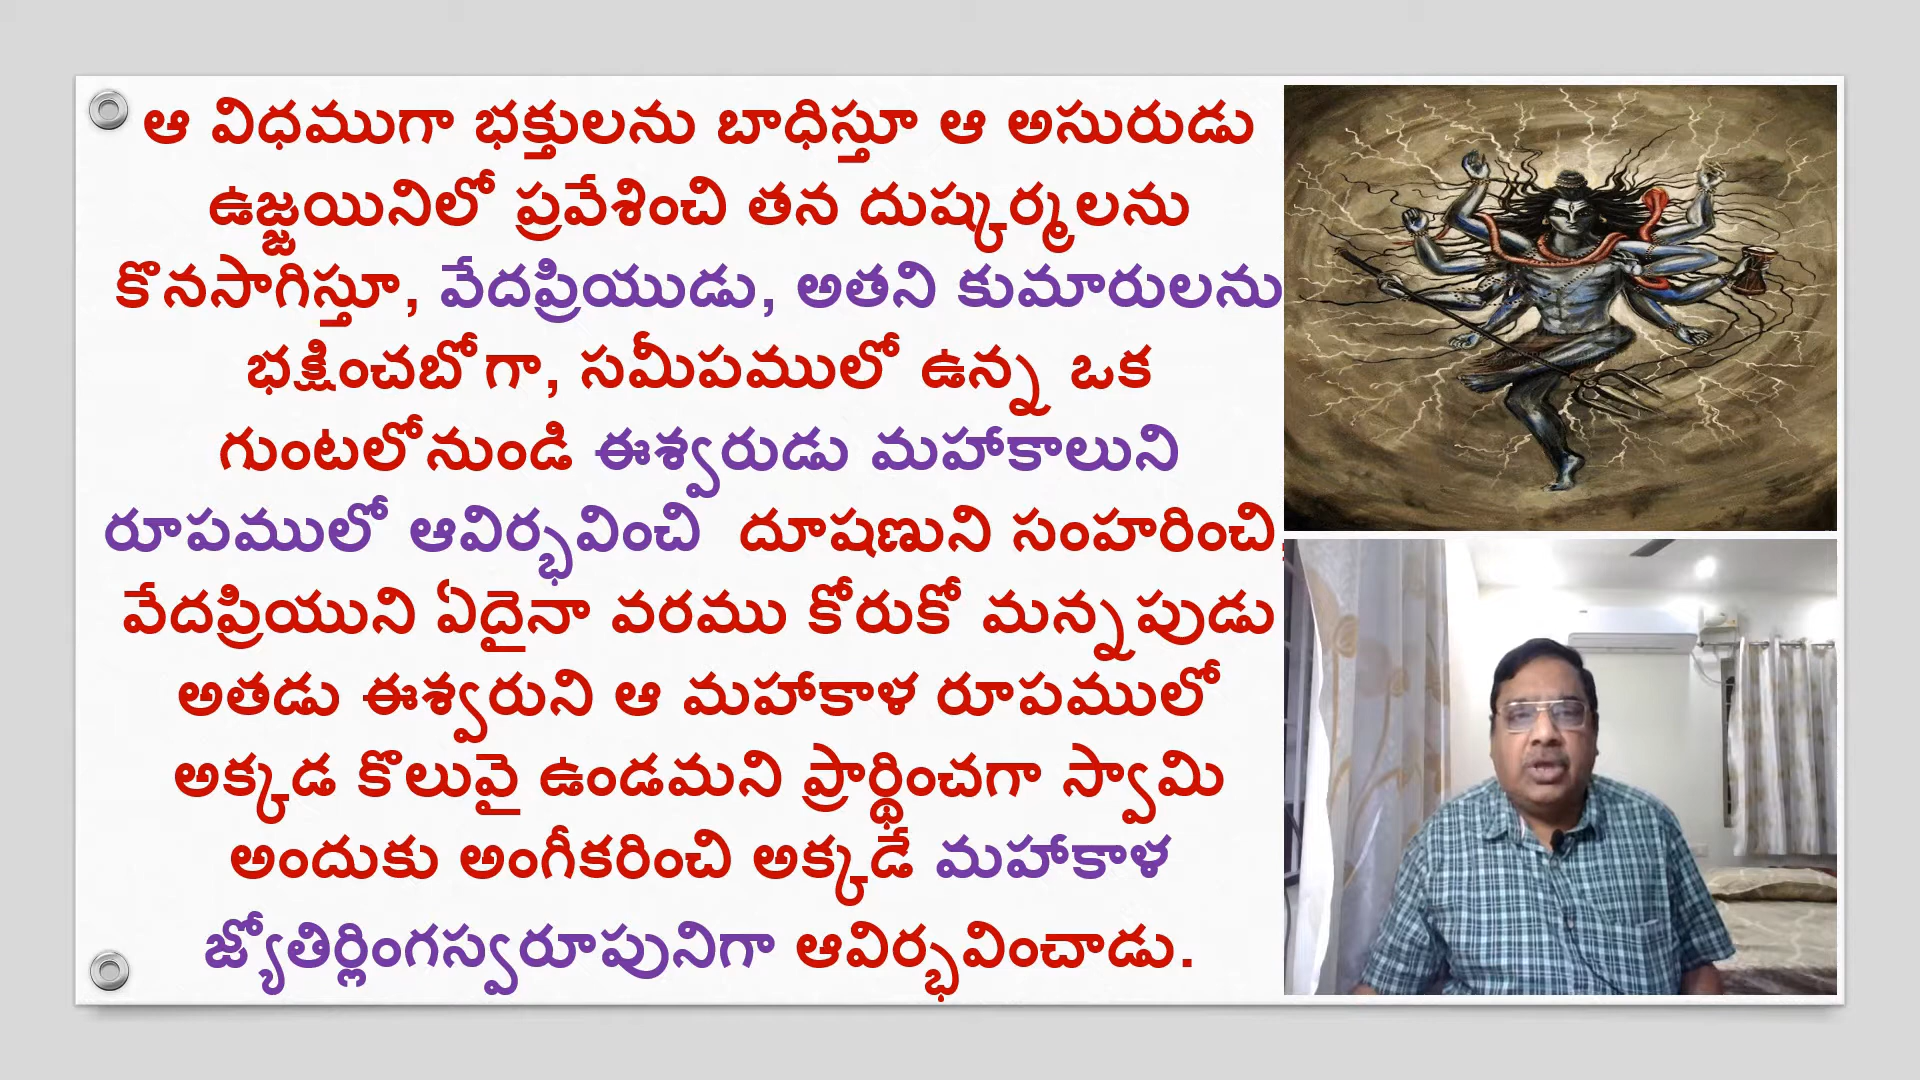 ఆ విధముగా భక్తులను బాధిస్తూ ఆ అసురుడు
ఉజ్జయినిలో ప్రవేశించి తన దుష్కర్మలను
కొనసాగిస్తూ, వేదప్రియుడు, అతని కుమారులను
భక్షించబోగా, సమీపములో ఉన్న ఒక
గుంటలోనుండి ఈశ్వరుడు మహాకాలుని
రూపములో ఆవిర్భవించి దూషణుని సంహరించి,
వేదప్రియుని ఏదైనా వరము కోరుకో మన్నపుడు
అతడు ఈశ్వరుని ఆ మహాకాళ రూపములో
అక్కడ కొలువై ఉండమని ప్రార్థించగా స్వామి
అందుకు అంగీకరించి అక్కడే మహాకాళ
జ్యోతిర్లింగస్వరూపునిగా ఆవిర్భవించాడు.